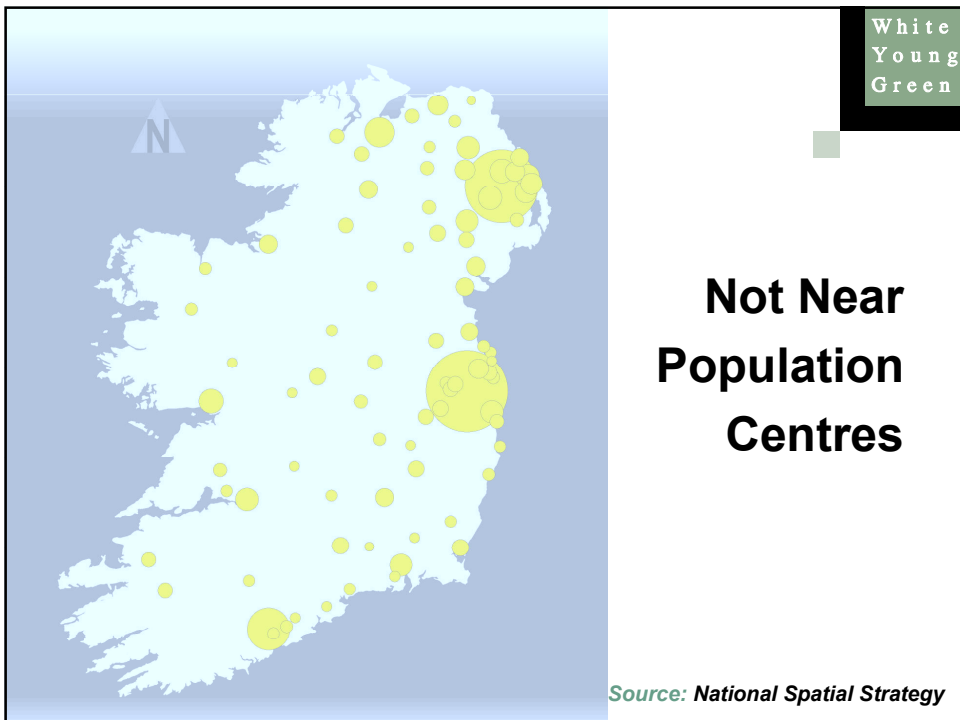 White
Young
Green
N
Not Near
Population
Centres
Source: National Spatial Strategy